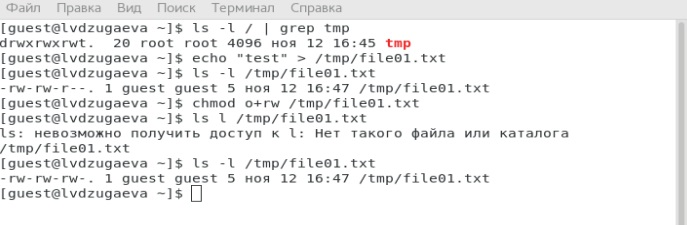 Файл Правка Вид Поиск Терминал Справка
[guest@lvdzugaeva ~]$ ls -l / | grep tmp
drwxrwxrwt.  20 root root 4096 ноя 12 16:45 tmp
[guest@lvdzugaeva ~]$ echo "test" > /tmp/file01.txt
[guest@lvdzugaeva ~]$ ls -l /tmp/file01.txt
-rw-rw-r--. 1 guest guest 5 ноя 12 16:47 /tmp/file01.txt
[guest@lvdzugaeva ~]$ chmod o+rw /tmp/file01.txt
[guest@lvdzugaeva ~]$ ls l /tmp/file01.txt
ls: невозможно получить доступ к l: Нет такого файла или каталога
/tmp/file01.txt
[guest@lvdzugaeva ~]$ ls -l /tmp/file01.txt
-rw-rw-rw-. 1 guest guest 5 ноя 12 16:47 /tmp/file01.txt
[guest@lvdzugaeva ~]$